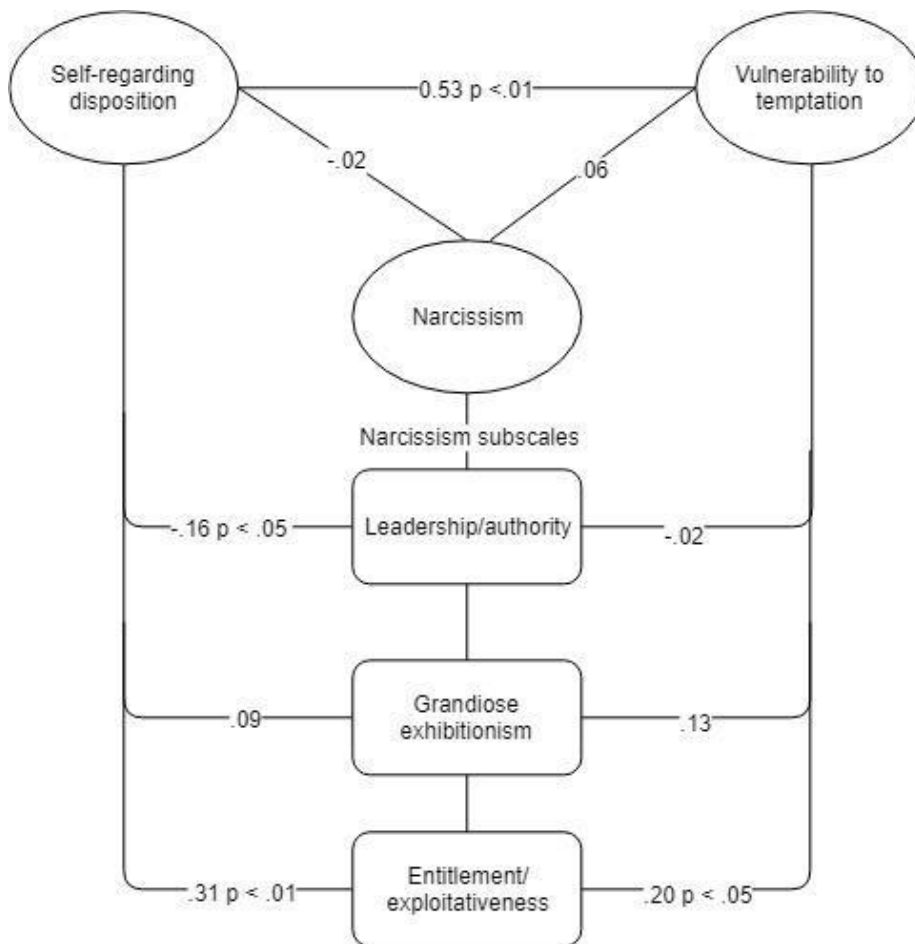 Self-regarding
disposition
0.53 p <.01
Vulnerability to
temptation
-.02
.06
Narcissism
Narcissism subscales
-.16 p < .05
Leadership/authority
-.02
.09
Grandiose
exhibitionism
.13
.31 p < .01
Entitlement/
exploitativeness
.20 p < .05